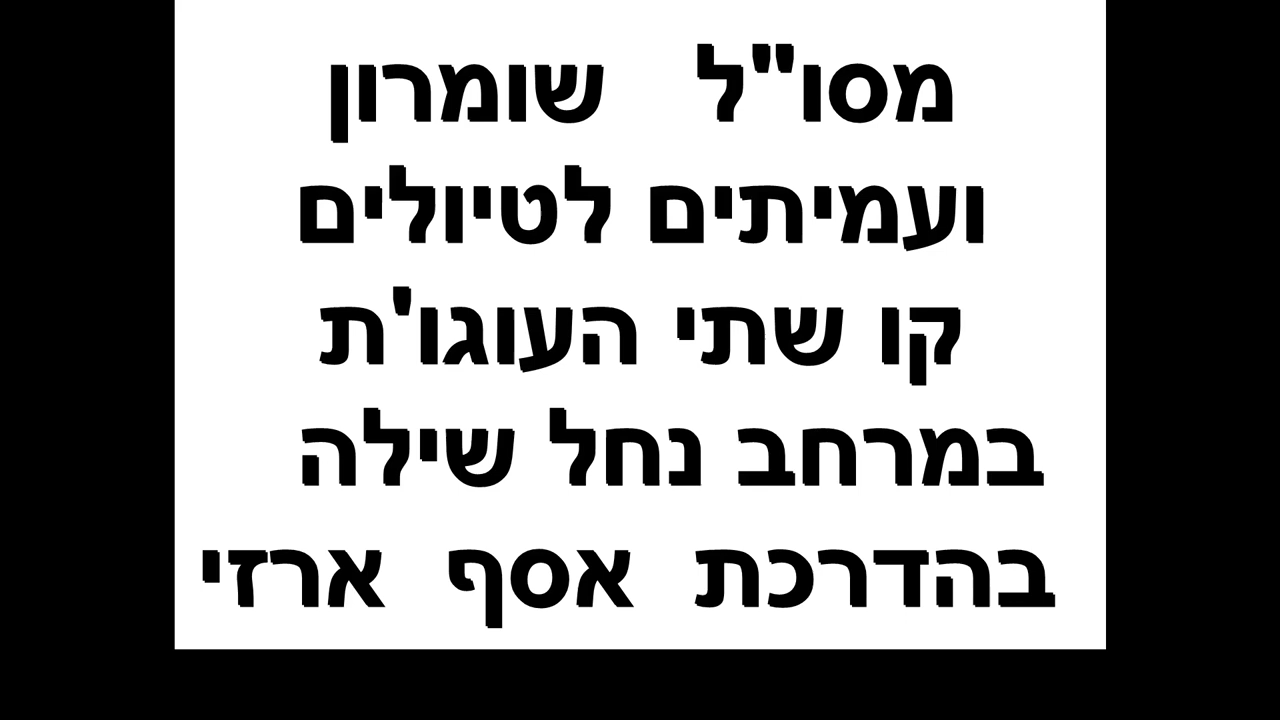 מסו"ל שומרון
ועמיתים לטיולים
קו שתי העוגו'ת
במרחב נחל שילה
בהדרכת אסף ארזי